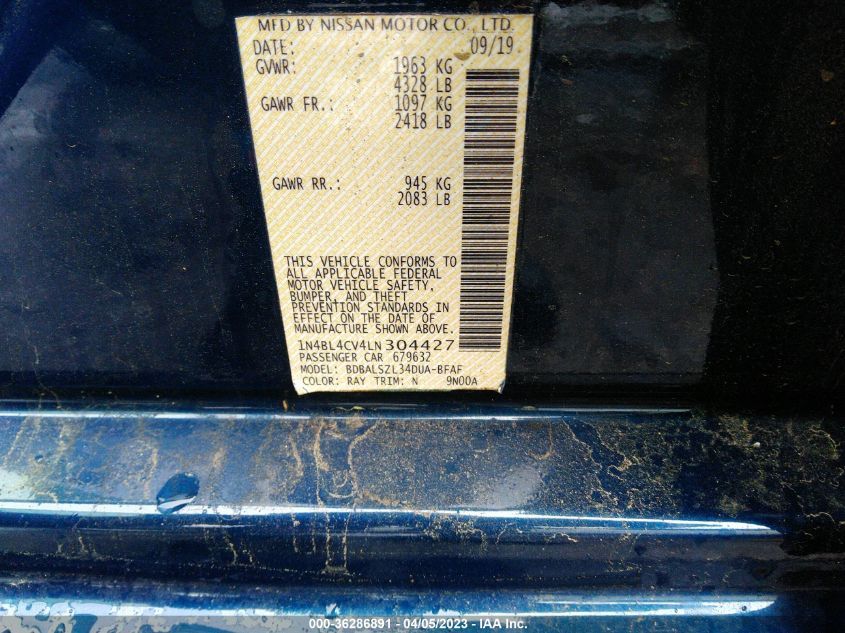 MFD BY NISSAN MOTOR CO., LTD.
DATE: 09/19
GVWR: 1963 KG
4328 LB
GAWR FR.: 1097 KG
2418 LB
GAWR RR.: 945 KG
2083 LB
THIS VEHICLE CONFORMS TO
ALL APPLICABLE FEDERAL
MOTOR VEHICLE SAFETY,
BUMPER, AND THEFT
PREVENTION STANDARDS IN
EFFECT ON THE DATE OF
MANUFACTURE SHOWN ABOVE.
1N4BL4CV4LN304427
PASSENGER CAR 679632
MODEL: BDBALSZL34DUA-BFAF
COLOR: RAY TRIM: N 9N00A
000-36286891 - 04/05/2023 - IAA Inc.